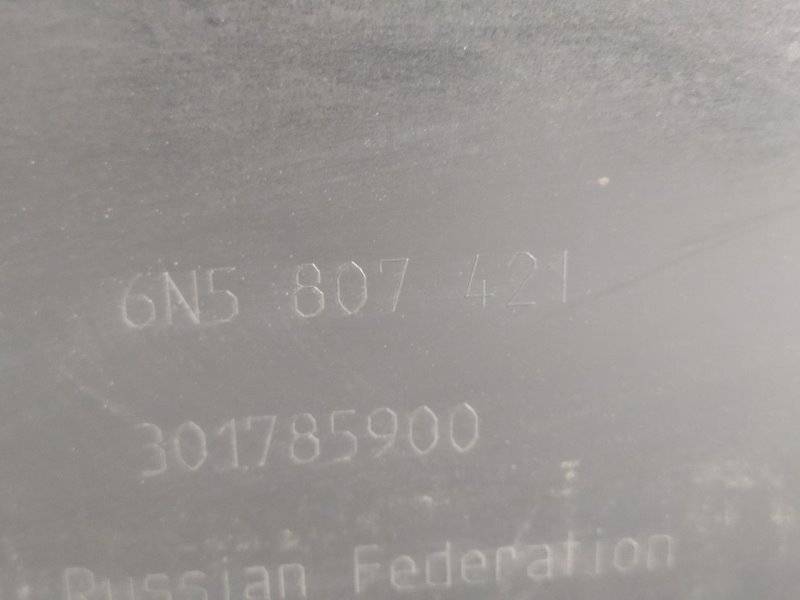 6N5 807 421
301785900
Russian Federation